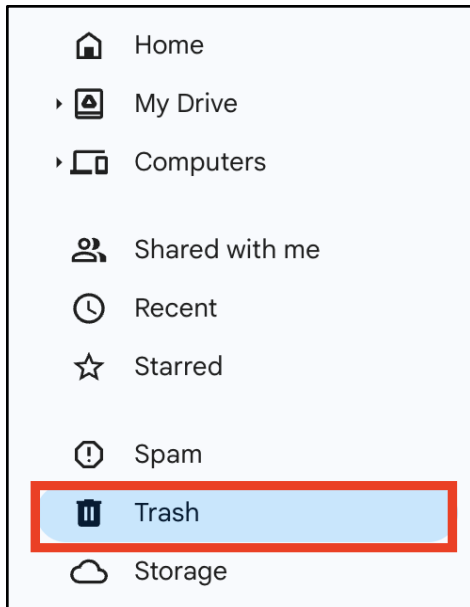 Home
My Drive
Computers
Shared with me
Recent
Starred
Spam
Trash
Storage